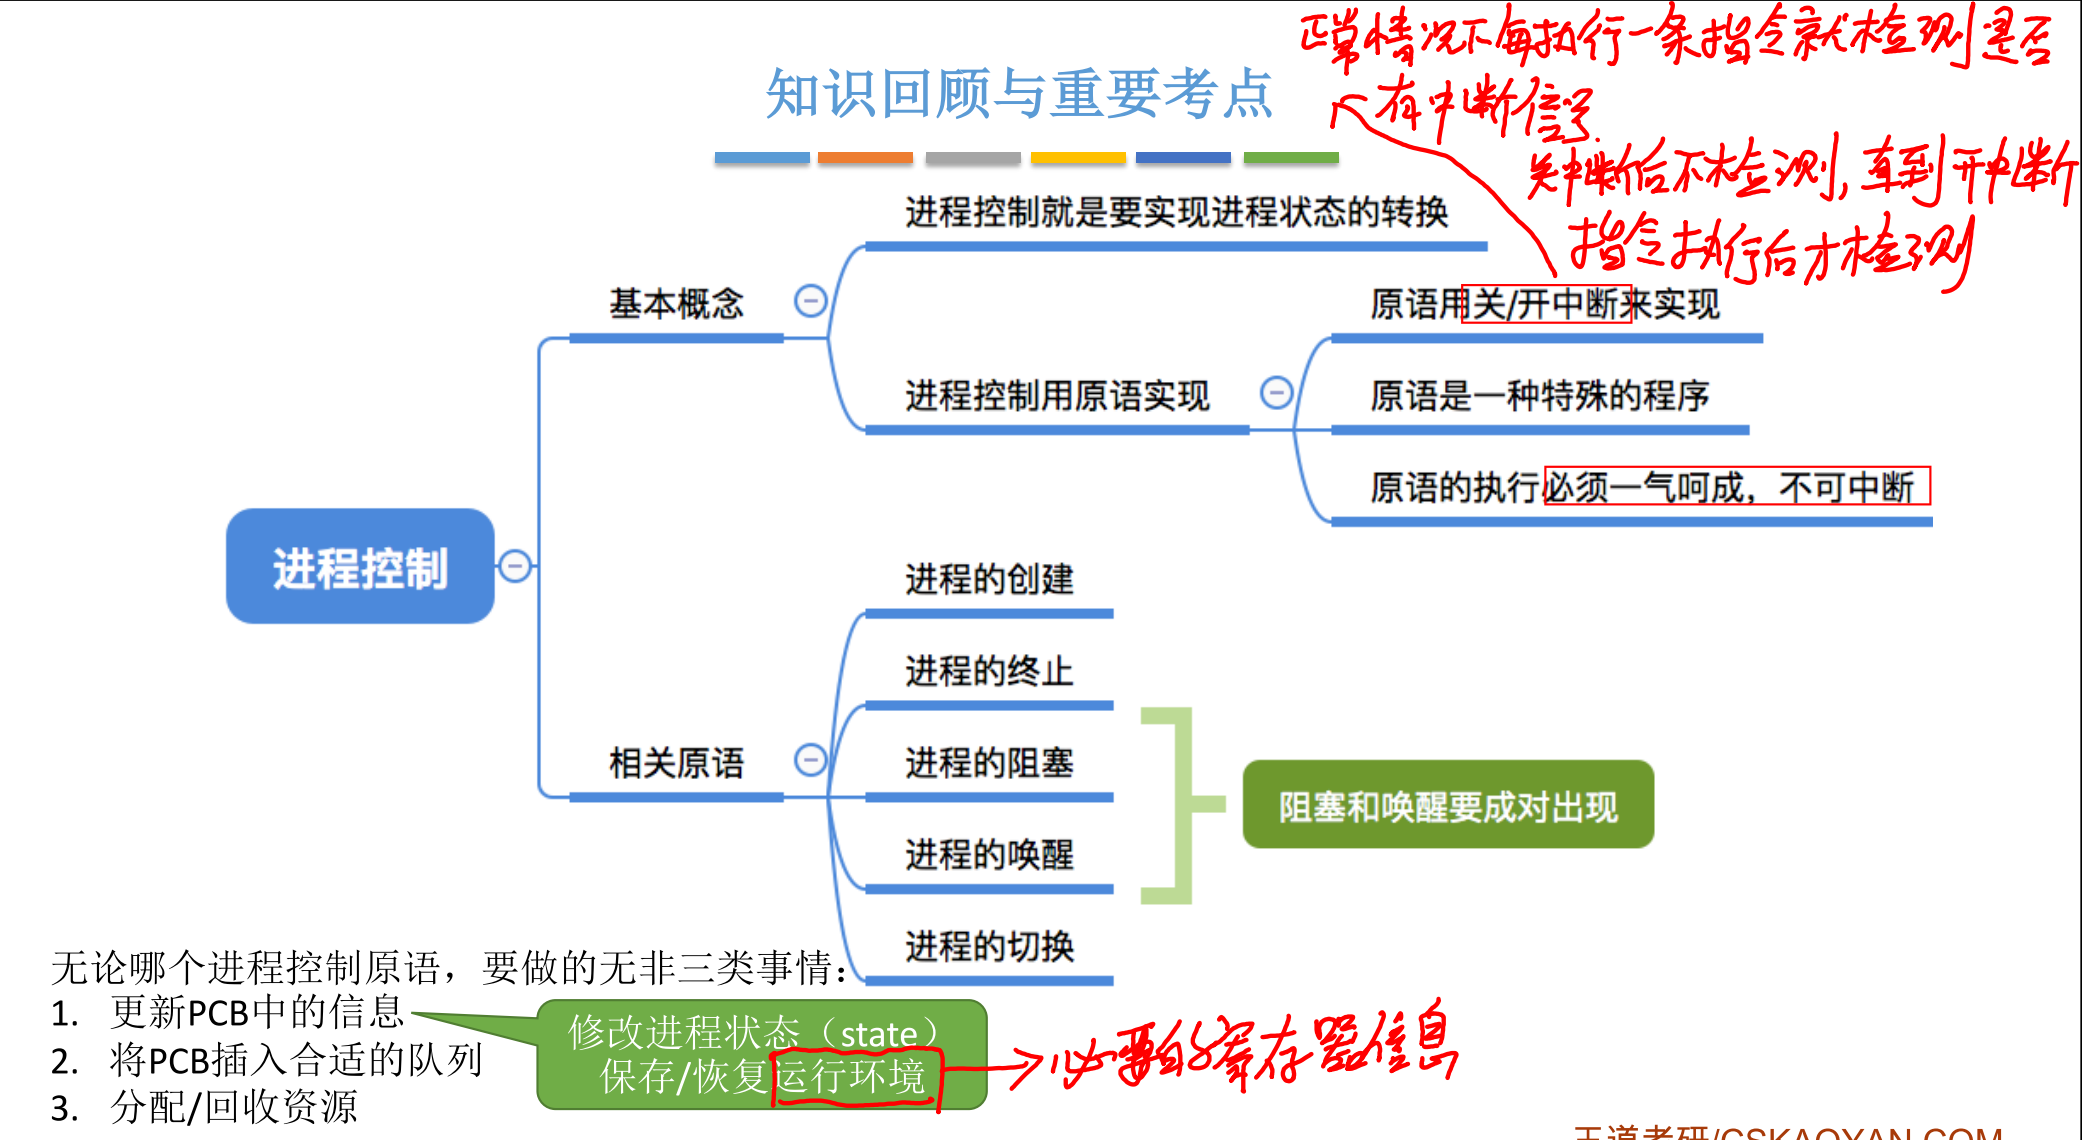 正常情况下每执行一条指令就检测是否
有中断信号
关中断后不检测,直到开中断
指令执行后才检测
知识回顾与重要考点
进程控制就是要实现进程状态的转换
基本概念
原语用关/开中断来实现
进程控制用原语实现
原语是一种特殊的程序
原语的执行必须一气呵成，不可中断
进程控制
进程的创建
进程的终止
相关原语
进程的阻塞
阻塞和唤醒要成对出现
进程的唤醒
进程的切换
无论哪个进程控制原语，要做的无非三类事情：
1. 更新PCB中的信息
2. 将PCB插入合适的队列
3. 分配/回收资源
修改进程状态（state）
保存/恢复运行环境
必要的寄存器信息
王道考研/CSKAOYAN.COM